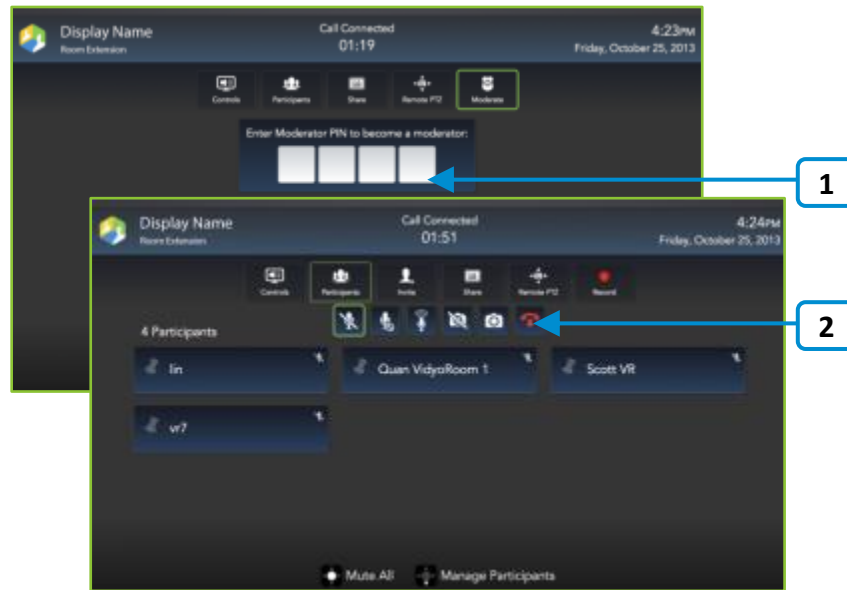 Display Name
Room Extension
Call Connected
01:19
4:23PM
Friday, October 25, 2013
Controls
Participants
Share
Remote PTZ
Moderate
Enter Moderator PIN to become a moderator:
1
Display Name
Room Extension
Call Connected
01:51
4:24PM
Friday, October 25, 2013
Controls
Participants
Invite
Share
Remote PTZ
Record
2
4 Participants
lin
Quan VidyoRoom 1
Scott VR
vr7
Mute All
Manage Participants